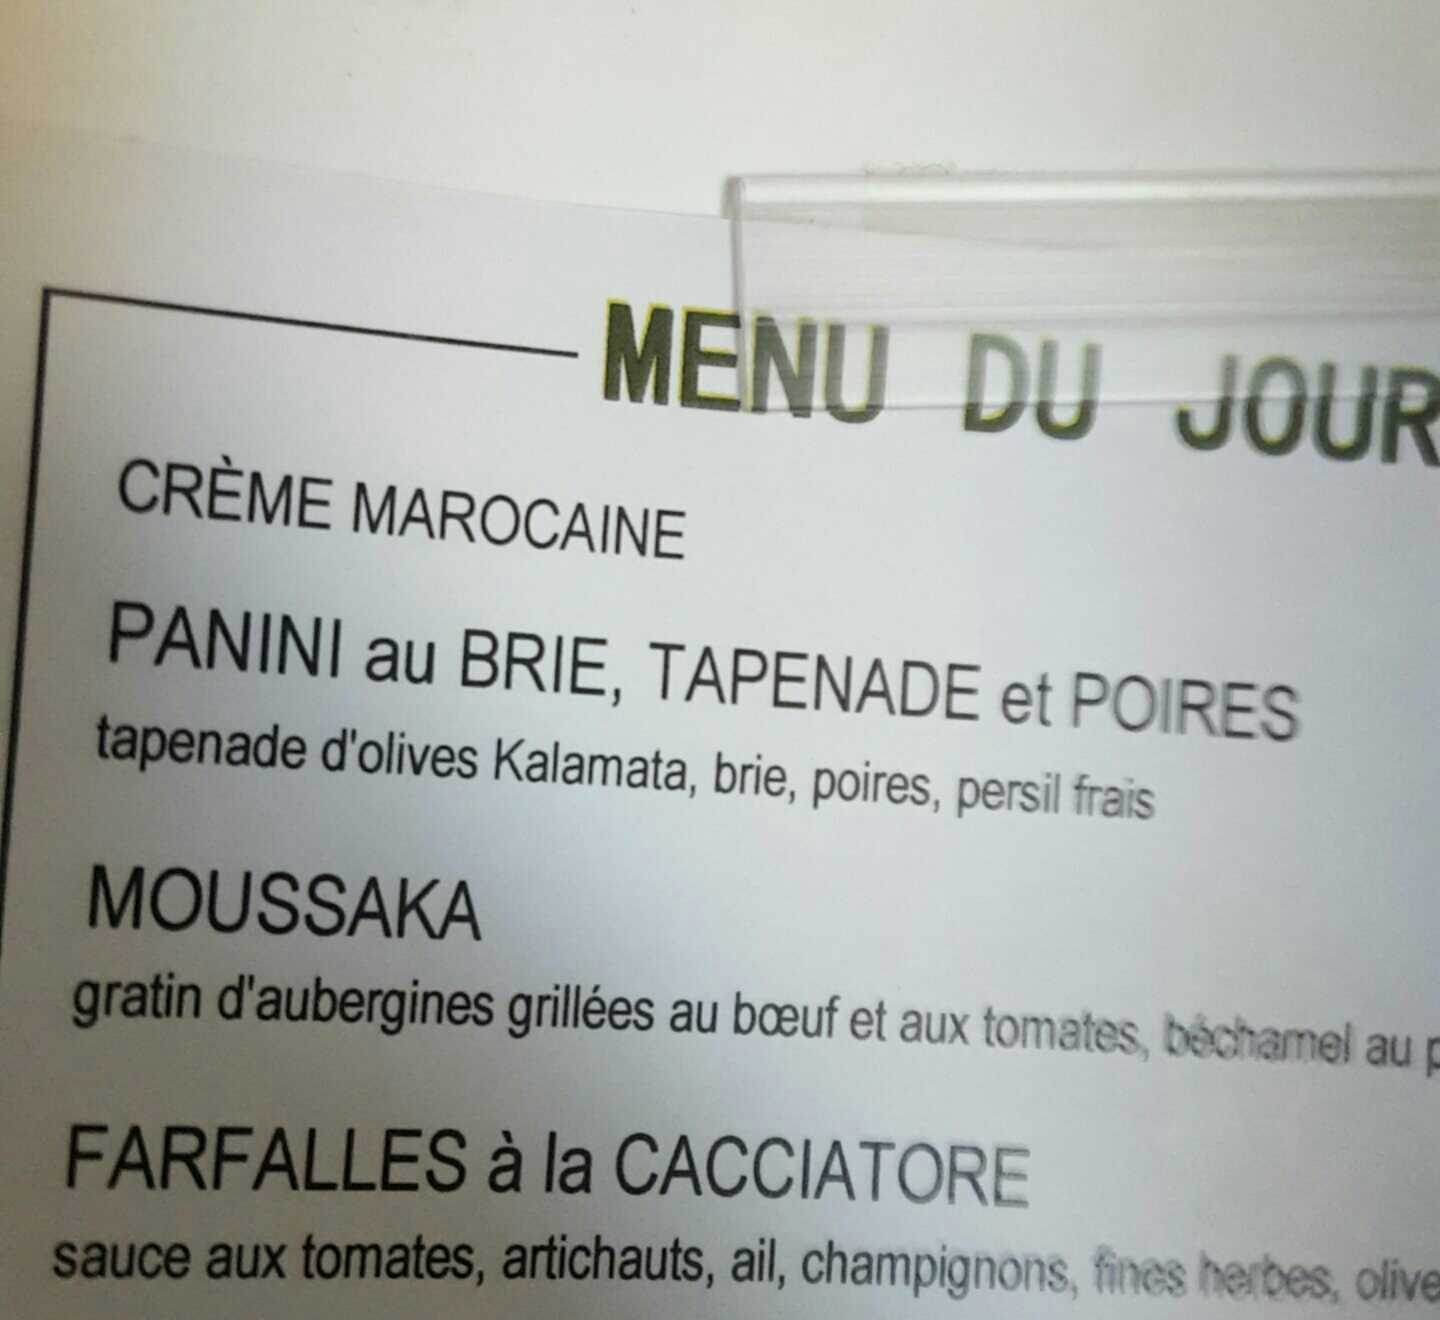 MENU DU JOUR
CRÈME MAROCAINE
PANINI au BRIE, TAPENADE et POIRES
tapenade d'olives Kalamata, brie, poires, persil frais
MOUSSAKA
gratin d'aubergines grillées au bœuf et aux tomates, béchamel au
FARFALLES à la CACCIATORE
sauce aux tomates, artichauts, ail, champignons, fines herbes,